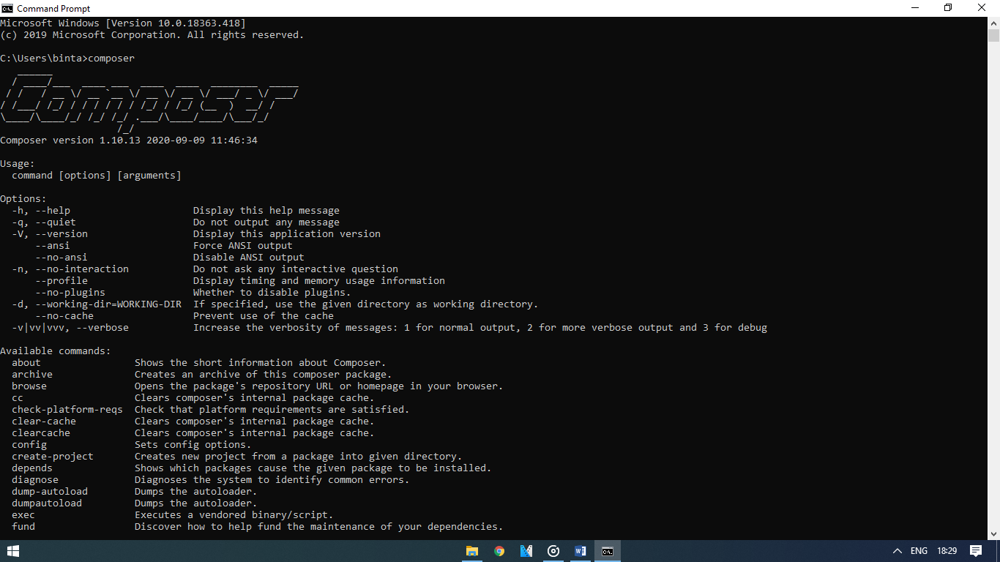 Command Prompt
Microsoft Windows [Version 10.0.18363.418]
(c) 2019 Microsoft Corporation. All rights reserved.
C:\Users\binta>composer
   ______
  / ____/___  ____ ___  ____  ____  ________  _____
 / /   / __ \/ __ `__ \/ __ \/ __ \/ ___/ _ \/ ___/
/ /___/ /_/ / / / / / / /_/ / /_/ (__  )  __/ /
\____/\____/_/ /_/ /_/ .___/\____/____/\___/_/
                    /_/
Composer version 1.10.13 2020-09-09 11:46:34
Usage:
  command [options] [arguments]
Options:
  -h, --help                     Display this help message
  -q, --quiet                    Do not output any message
  -V, --version                  Display this application version
      --ansi                     Force ANSI output
      --no-ansi                  Disable ANSI output
  -n, --no-interaction           Do not ask any interactive question
      --profile                  Display timing and memory usage information
      --no-plugins               Whether to disable plugins.
  -d, --working-dir=WORKING-DIR  If specified, use the given directory as working directory.
      --no-cache                 Prevent use of the cache
  -v|vv|vvv, --verbose           Increase the verbosity of messages: 1 for normal output, 2 for more verbose output and 3 for debug
Available commands:
  about                Shows the short information about Composer.
  archive              Creates an archive of this composer package.
  browse               Opens the package's repository URL or homepage in your browser.
  cc                   Clears composer's internal package cache.
  check-platform-reqs  Check that platform requirements are satisfied.
  clear-cache          Clears composer's internal package cache.
  clearcache           Clears composer's internal package cache.
  config               Sets config options.
  create-project       Creates new project from a package into given directory.
  depends              Shows which packages cause the given package to be installed.
  diagnose             Diagnoses the system to identify common errors.
  dump-autoload        Dumps the autoloader.
  dumpautoload         Dumps the autoloader.
  exec                 Executes a vendored binary/script.
  fund                 Discover how to help fund the maintenance of your dependencies.
ENG 18:29